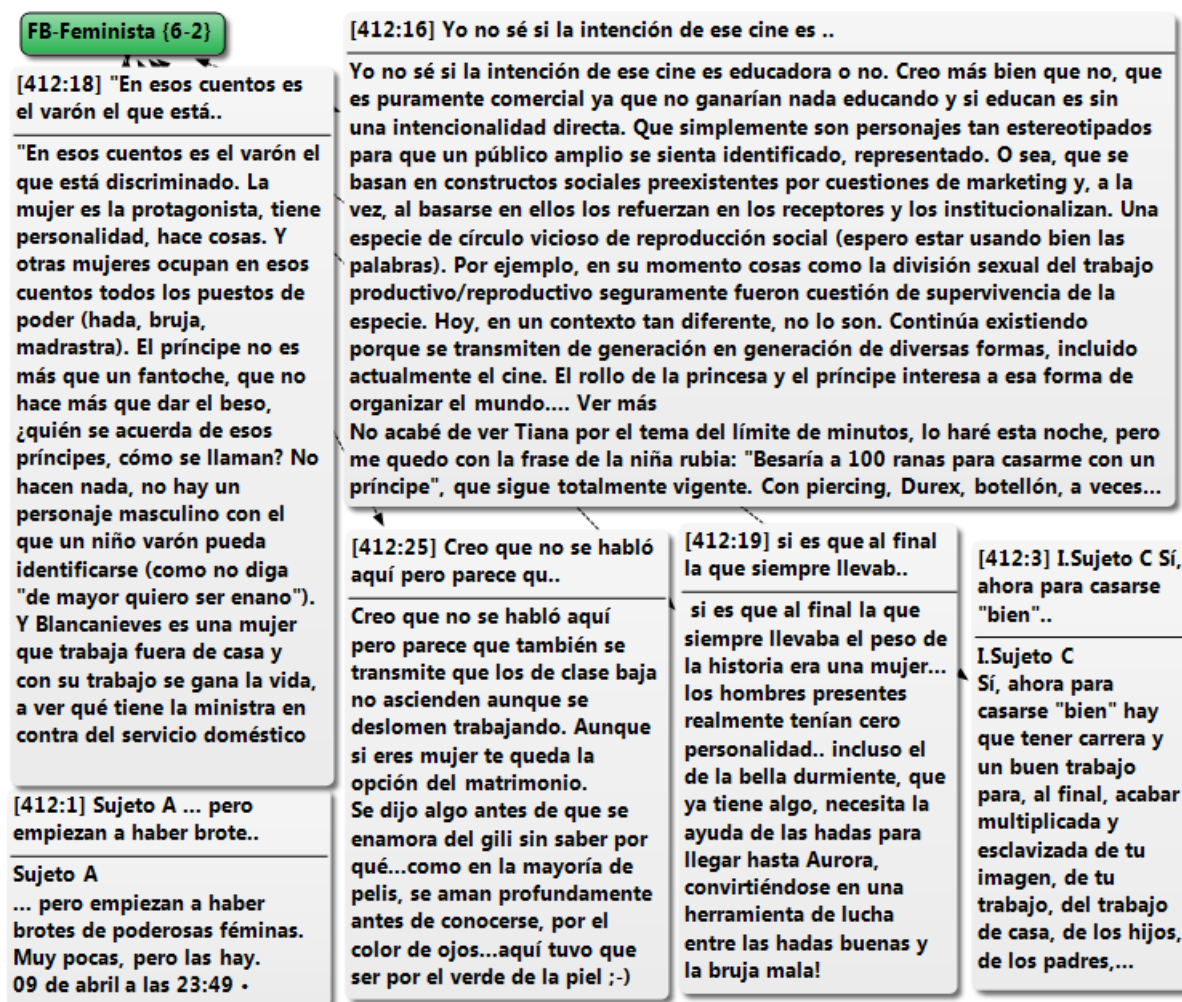 FB-Feminista {6-2}
[412:18] "En esos cuentos es
el varón el que está..
"En esos cuentos es el varón el
que está discriminado. La
mujer es la protagonista, tiene
personalidad, hace cosas. Y
otras mujeres ocupan en esos
cuentos todos los puestos de
poder (hada, bruja,
madrastra). El príncipe no es
más que un fantoche, que no
hace más que dar el beso,
¿quién se acuerda de esos
príncipes, cómo se llaman? No
hacen nada, no hay un
personaje masculino con el
que un niño varón pueda
identificarse (como no diga
"de mayor quiero ser enano").
Y Blancanieves es una mujer
que trabaja fuera de casa y
con su trabajo se gana la vida,
a ver qué tiene la ministra en
contra del servicio doméstico
[412:1] Sujeto A ... pero
empiezan a haber brote..
Sujeto A
... pero empiezan a haber
brotes de poderosas féminas.
Muy pocas, pero las hay.
09 de abril a las 23:49 •
[412:16] Yo no sé si la intención de ese cine es ..
Yo no sé si la intención de ese cine es educadora o no. Creo más bien que no, que
es puramente comercial ya que no ganarían nada educando y si educan es sin
una intencionalidad directa. Que simplemente son personajes tan estereotipados
para que un público amplio se sienta identificado, representado. O sea, que se
basan en constructos sociales preexistentes por cuestiones de marketing y, a la
vez, al basarse en ellos los refuerzan en los receptores y los institucionalizan. Una
especie de círculo vicioso de reproducción social (espero estar usando bien las
palabras). Por ejemplo, en su momento cosas como la división sexual del trabajo
productivo/reproductivo seguramente fueron cuestión de supervivencia de la
especie. Hoy, en un contexto tan diferente, no lo son. Continúa existiendo
porque se transmiten de generación en generación de diversas formas, incluido
actualmente el cine. El rollo de la princesa y el príncipe interesa a esa forma de
organizar el mundo.... Ver más
No acabé de ver Tiana por el tema del límite de minutos, lo haré esta noche, pero
me quedo con la frase de la niña rubia: "Besaría a 100 ranas para casarme con un
príncipe", que sigue totalmente vigente. Con piercing, Durex, botellón, a veces...
[412:25] Creo que no se habló
aquí pero parece qu..
Creo que no se habló aquí
pero parece que también se
transmite que los de clase baja
no ascienden aunque se
deslomen trabajando. Aunque
si eres mujer te queda la
opción del matrimonio.
Se dijo algo antes de que se
enamora del gili sin saber por
qué...como en la mayoría de
pelis, se aman profundamente
antes de conocerse, por el
color de ojos...aquí tuvo que
ser por el verde de la piel ;-)
[412:19] si es que al final
la que siempre llevab..
si es que al final la que
siempre llevaba el peso de
la historia era una mujer...
los hombres presentes
realmente tenían cero
personalidad.. incluso el
de la bella durmiente, que
ya tiene algo, necesita la
ayuda de las hadas para
llegar hasta Aurora,
convirtiéndose en una
herramienta de lucha
entre las hadas buenas y
la bruja mala!
[412:3] I.Sujeto C Sí,
ahora para casarse
"bien"..
I.Sujeto C
Sí, ahora para
casarse "bien" hay
que tener carrera y
un buen trabajo
para, al final, acabar
multiplicada y
esclavizada de tu
imagen, de tu
trabajo, del trabajo
de casa, de los hijos,
de los padres,...